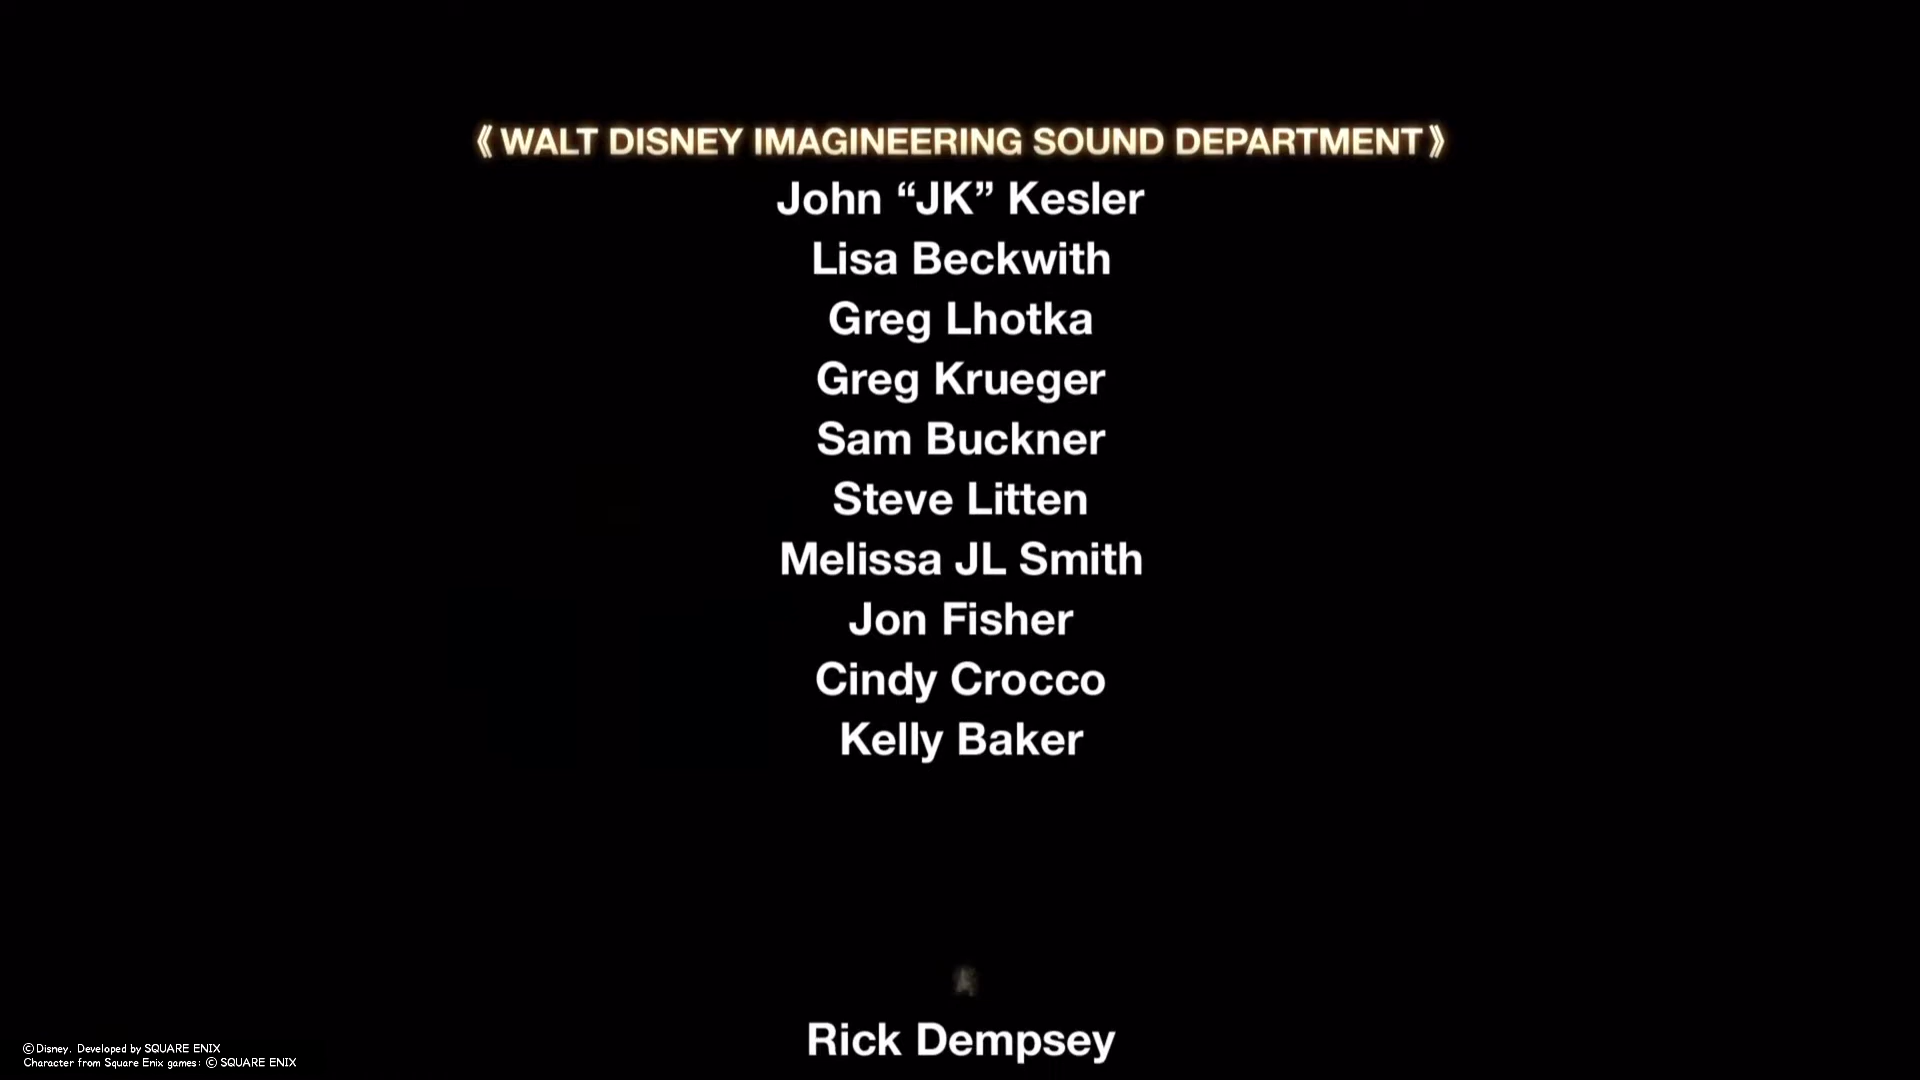 《WALT DISNEY IMAGINEERING SOUND DEPARTMENT》
John “JK” Kesler
Lisa Beckwith
Greg Lhotka
Greg Krueger
Sam Buckner
Steve Litten
Melissa JL Smith
Jon Fisher
Cindy Crocco
Kelly Baker
Rick Dempsey
©Disney. Developed by SQUARE ENIX
Character from Square Enix games: © SQUARE ENIX